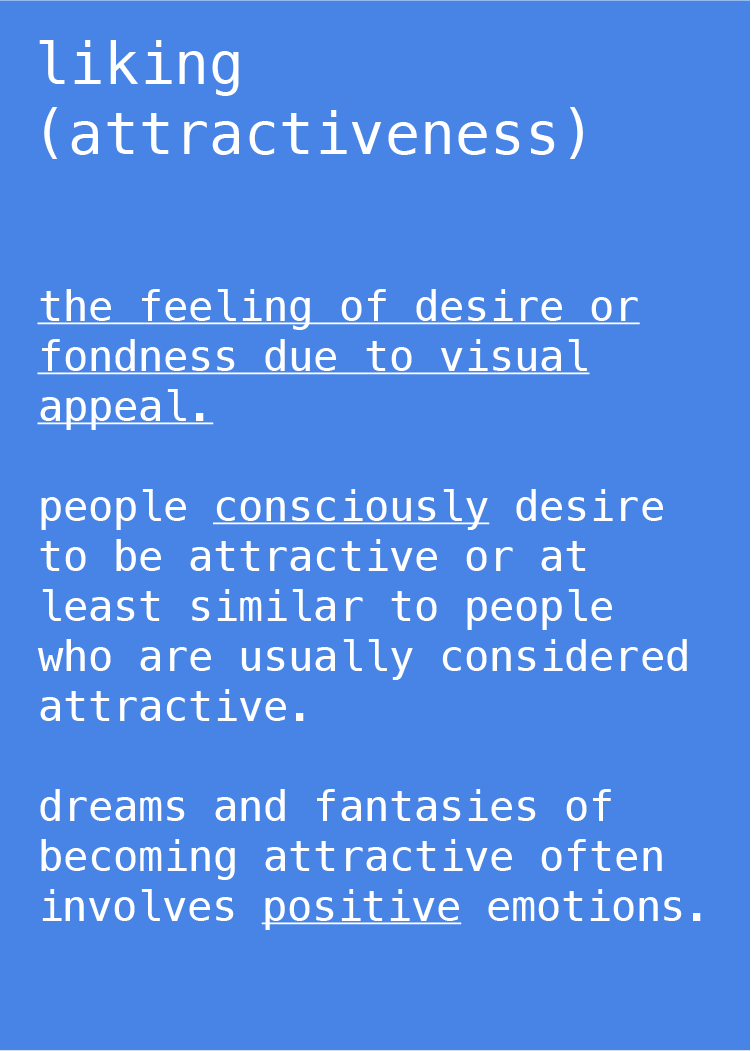 liking
(attractiveness)
the feeling of desire or
fondness due to visual
appeal.
people consciously desire
to be attractive or at
least similar to people
who are usually considered
attractive.
dreams and fantasies of
becoming attractive often
involves positive emotions.